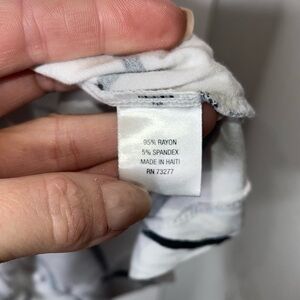 95% RAYON
5% SPANDEX
MADE IN HAITI
RN 73277